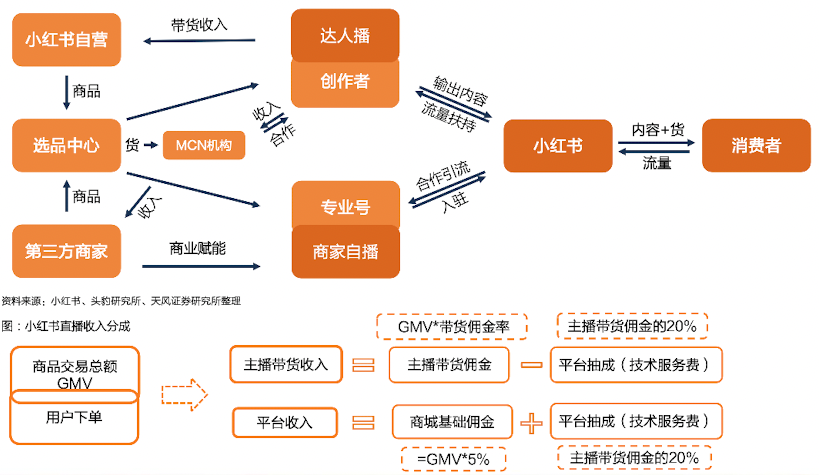 小红书自营
带货收入
达人播
创作者
商品
输出内容
流量扶持
收入
合作
选品中心
货
MCN机构
小红书
内容+货
流量
消费者
商品
收入
专业号
商家自播
合作引流
入驻
第三方商家
商业赋能
资料来源：小红书、头豹研究所、天风证券研究所整理
图：小红书直播收入分成
GMV*带货佣金率
主播带货佣金的20%
商品交易总额
GMV
用户下单
主播带货收入
=
主播带货佣金
－
平台抽成（技术服务费）
平台收入
=
商城基础佣金
+
平台抽成（技术服务费）
=GMV*5%
主播带货佣金的20%